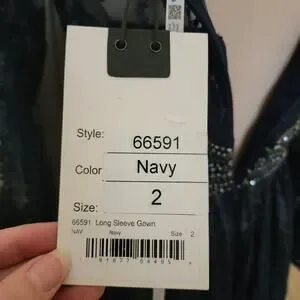 Style: 66591
Color Navy
Size: 2
66591 Long Sleeve Gown
NAV Navy Size 2